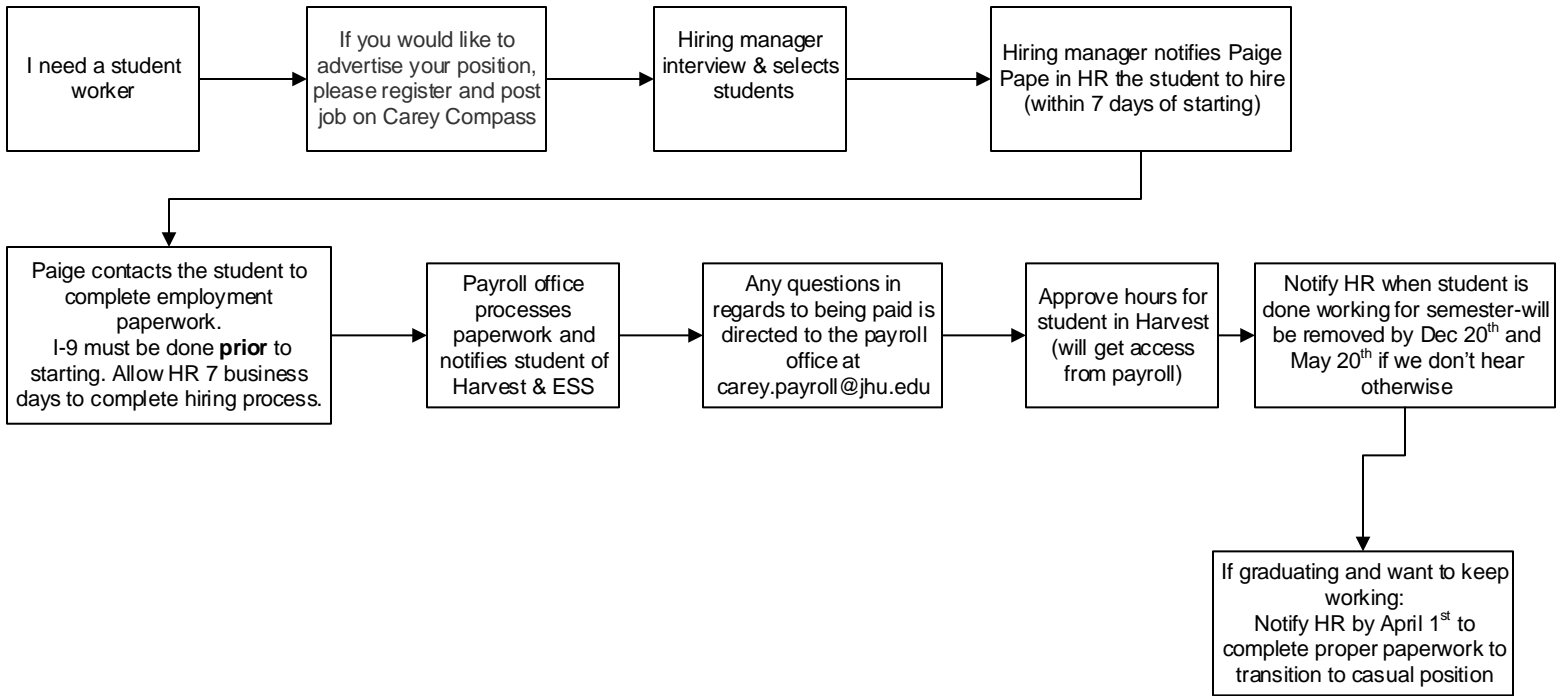 I need a student
worker
If you would like to
advertise your position,
please register and post
job on Carey Compass
Hiring manager
interview & selects
students
Hiring manager notifies Paige
Pape in HR the student to hire
(within 7 days of starting)
Paige contacts the student to
complete employment
paperwork.
I-9 must be done prior to
starting. Allow HR 7 business
days to complete hiring process.
Payroll office
processes
paperwork and
notifies student of
Harvest & ESS
Any questions in
regards to being paid is
directed to the payroll
office at
carey.payroll@jhu.edu
Approve hours for
student in Harvest
(will get access
from payroll)
Notify HR when student is
done working for semester-will
be removed by Dec 20th and
May 20th if we don't hear
otherwise
If graduating and want to keep
working:
Notify HR by April 1st to
complete proper paperwork to
transition to casual position